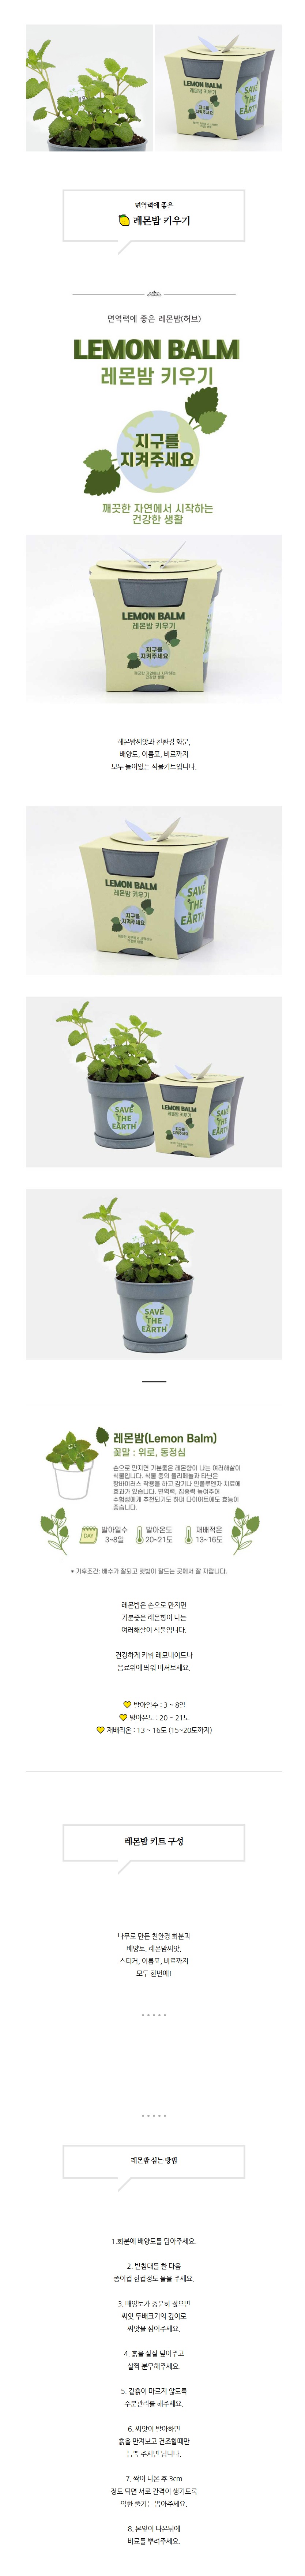 LEMON BALM
레몬밤 키우기
지구를
지켜주세요
SAVE
THE
EARTH
면역력에 좋은
레몬밤 키우기
면역력에 좋은 레몬밤(허브)
LEMON BALM
레몬밤 키우기
지구를
지켜주세요
깨끗한 자연에서 시작하는
건강한 생활
LEMON BALM
레몬밤 키우기
지구를
지켜주세요
깨끗한 자연에서 시작하는
건강한 생활
레몬밤씨앗과 친환경 화분,
배양토, 이름표, 비료까지
모두 들어있는 식물키트입니다.
LEMON BALM
레몬밤 키우기
지구를
지켜주세요
깨끗한 자연에서 시작하는
건강한 생활
SAVE
THE
EARTH
SAVE
THE
EARTH
LEMON BALM
레몬밤 키우기
지구를
지켜주세요
SAVE
THE
EARTH
SAVE
THE
EARTH
레몬밤(Lemon Balm)
꽃말 : 위로, 동정심
손으로 만지면 기분좋은 레몬향이 나는 여러해살이
식물입니다. 식물 중의 폴리페놀과 타닌은
항바이러스 작용을 하고 감기나 인플루엔자 치료에
효과가 있습니다. 면역력, 집중력 높여주어
수험생에게 추천되기도 하며 다이어트에도 효능이
좋습니다.
DAY
발아일수
3~8일
발아온도
20~21도
재배적온
13~16도
* 기후조건: 배수가 잘되고 햇빛이 잘드는 곳에서 잘 자랍니다.
레몬밤은 손으로 만지면
기분좋은 레몬향이 나는
여러해살이 식물입니다.
건강하게 키워 레모네이드나
음료위에 띄워 마셔보세요.
발아일수 : 3 ~ 8일
발아온도 : 20 ~ 21도
재배적온 : 13 ~ 16도 (15~20도까지)
레몬밤 키트 구성
나무로 만든 친환경 화분과
배양토, 레몬밤씨앗,
스티커, 이름표, 비료까지
모두 한번에!
레몬밤 심는 방법
1.화분에 배양토를 담아주세요.
2. 받침대를 한 다음
종이컵 한컵정도 물을 주세요.
3. 배양토가 충분히 젖으면
씨앗 두배크기의 깊이로
씨앗을 심어주세요.
4. 흙을 살살 덮어주고
살짝 분무해주세요.
5. 겉흙이 마르지 않도록
수분관리를 해주세요.
6. 씨앗이 발아하면
흙을 만져보고 건조할때만
듬뿍 주시면 됩니다.
7. 싹이 나온 후 3cm
정도 되면 서로 간격이 생기도록
약한 줄기는 뽑아주세요.
8. 본잎이 나온뒤에
비료를 뿌려주세요.